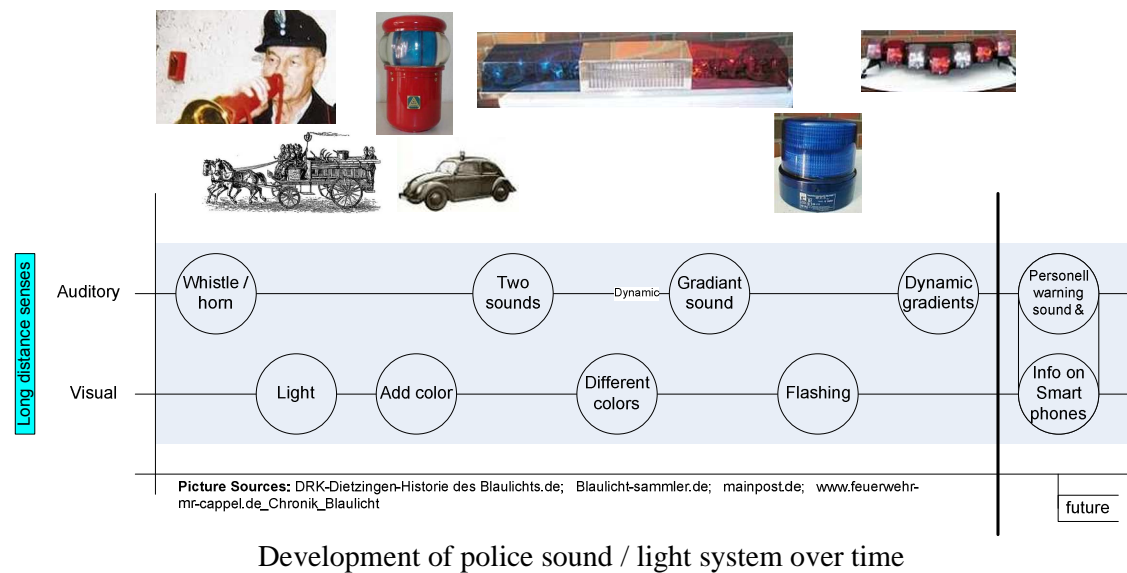 Long distance senses
Auditory
Whistle /
horn
Two
sounds
Dynamic
Gradiant
sound
Dynamic
gradients
Personell
warning
sound &
Visual
Light
Add color
Different
colors
Flashing
Info on
Smart
phones
Picture Sources: DRK-Dietzingen-Historie des Blaulichts.de; Blaulicht-sammler.de; mainpost.de; www.feuerwehr-
mr-cappel.de_Chronik_Blaulicht
future
Development of police sound / light system over time